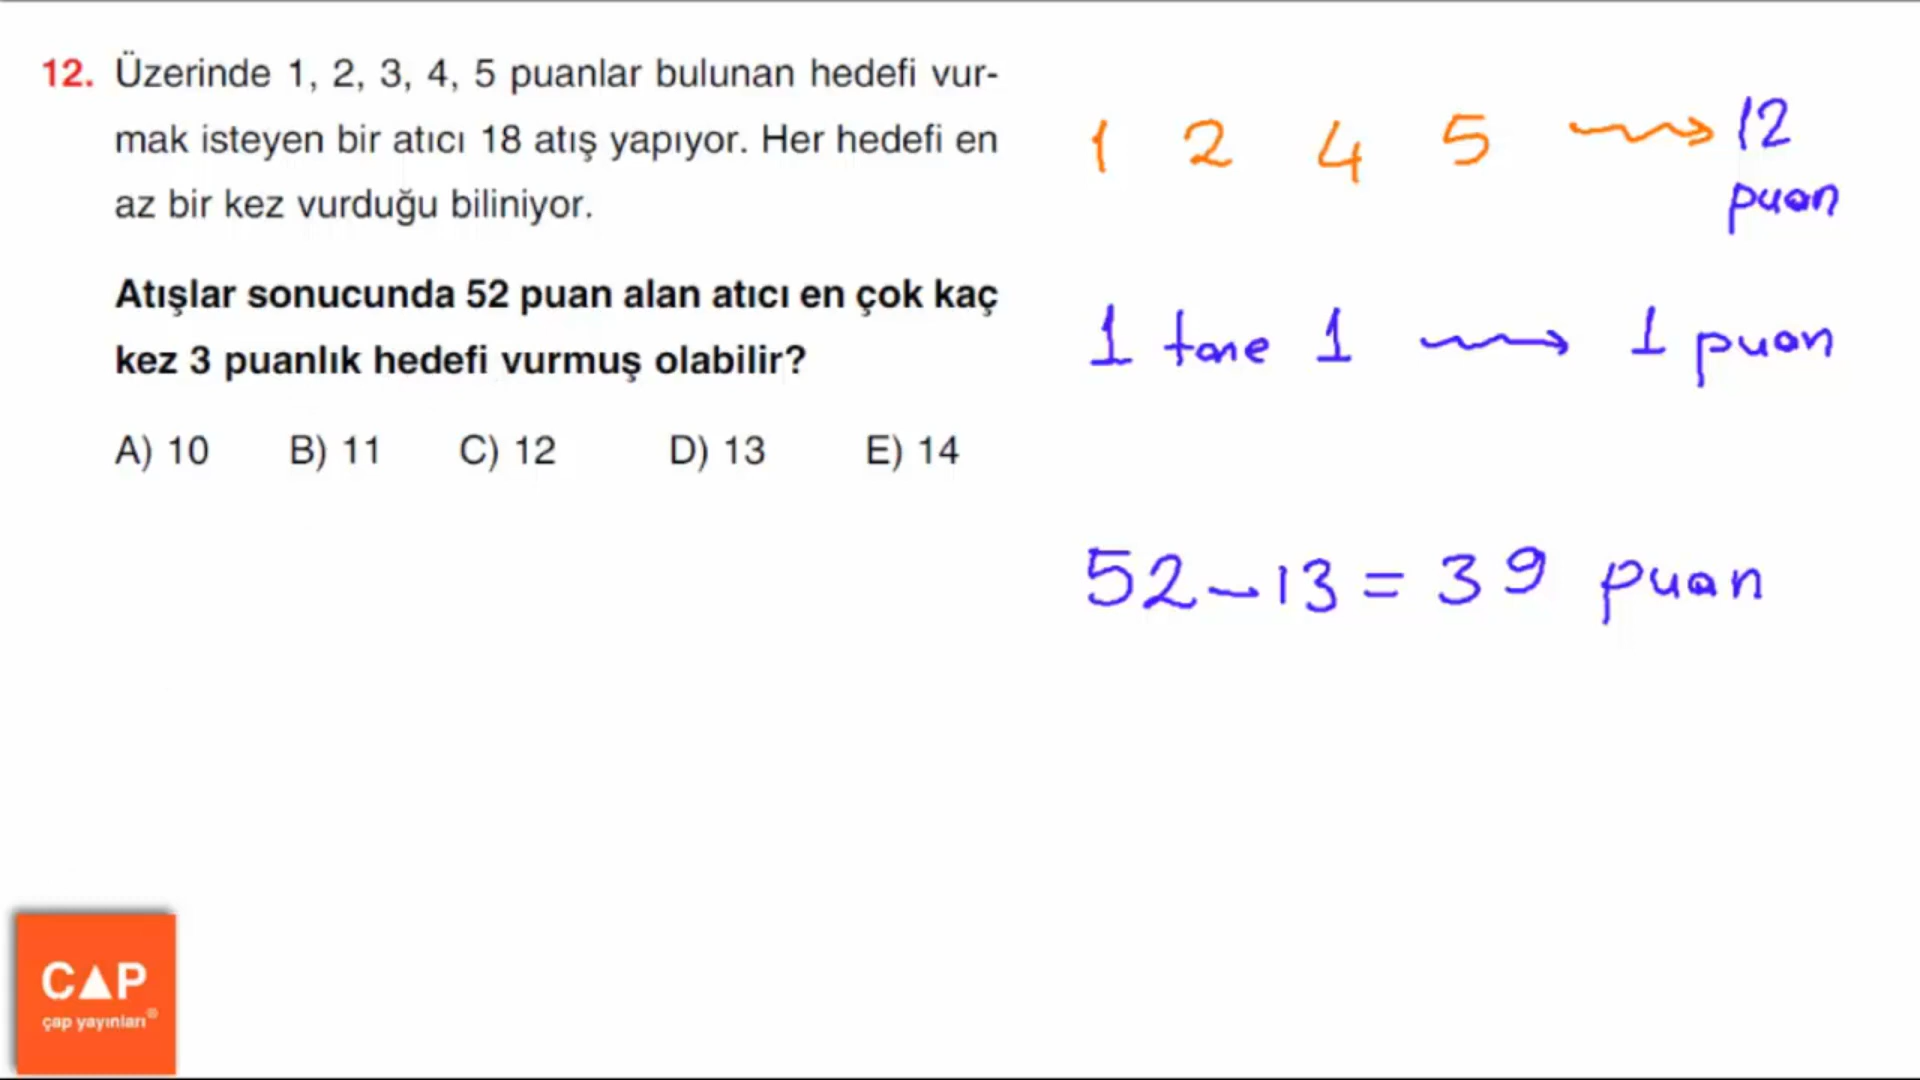 12. Üzerinde 1, 2, 3, 4, 5 puanlar bulunan hedefi vur-
mak isteyen bir atıcı 18 atış yapıyor. Her hedefi en
az bir kez vurduğu biliniyor.
Atışlar sonucunda 52 puan alan atıcı en çok kaç
kez 3 puanlık hedefi vurmuş olabilir?
A) 10 B) 11 C) 12 D) 13 E) 14
1 2 4 5 → 12
puan
1 tane 1 → 1 puan
52-13=39 puan
CAP
çap yayınları®